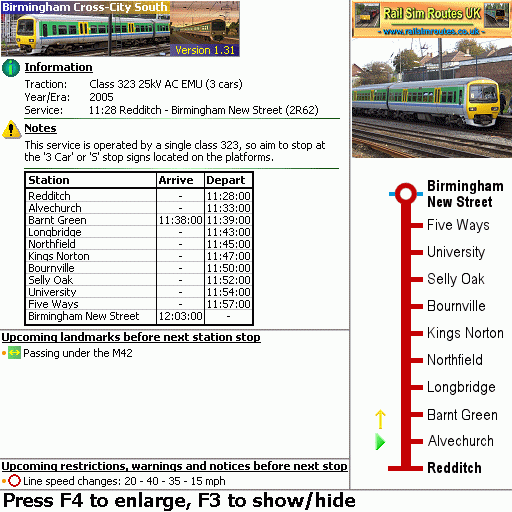 Birmingham Cross-City South
Version 1.31
Rail Sim Routes UK
- www.railsimroutes.co.uk -
Information
Traction: Class 323 25kV AC EMU (3 cars)
Year/Era: 2005
Service: 11:28 Redditch - Birmingham New Street (2R62)
Notes
This service is operated by a single class 323, so aim to stop at
the '3 Car' or 'S' stop signs located on the platforms.
Station Arrive Depart
Redditch - 11:28:00
Alvechurch - 11:33:00
Barnt Green 11:38:00 11:39:00
Longbridge - 11:43:00
Northfield - 11:45:00
Kings Norton - 11:47:00
Bournville - 11:50:00
Selly Oak - 11:52:00
University - 11:54:00
Five Ways - 11:57:00
Birmingham New Street 12:03:00 -
Upcoming landmarks before next station stop
Passing under the M42
Upcoming restrictions, warnings and notices before next stop
Line speed changes: 20 - 40 - 35 - 15 mph
Birmingham
New Street
Five Ways
University
Selly Oak
Bournville
Kings Norton
Northfield
Longbridge
Barnt Green
Alvechurch
Redditch
Press F4 to enlarge, F3 to show/hide